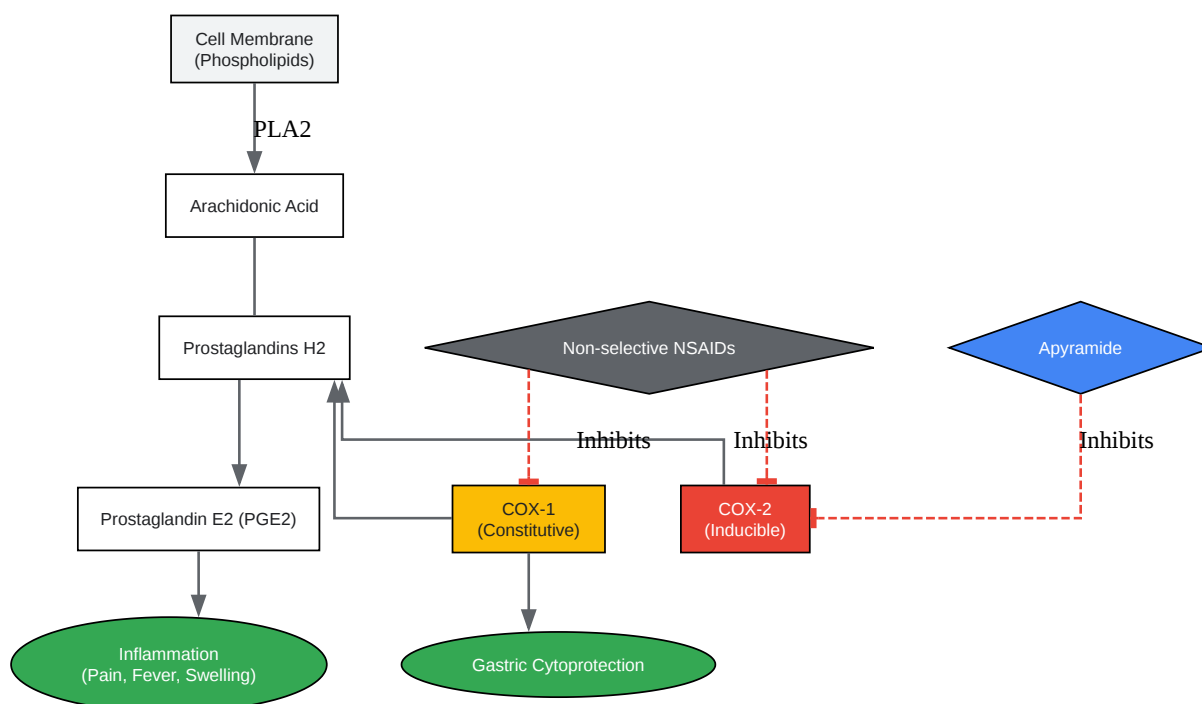 Cell Membrane
(Phospholipids)
PLA2
Arachidonic Acid
Prostaglandins H2
Non-selective NSAIDs
Apyramide
Inhibits
Inhibits
Inhibits
Prostaglandin E2 (PGE2)
COX-1
(Constitutive)
COX-2
(Inducible)
Inflammation
(Pain, Fever, Swelling)
Gastric Cytoprotection